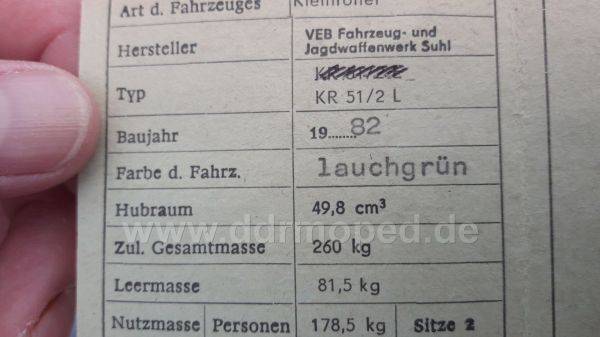 Art d. Fahrzeuges Kleinroller
Hersteller VEB Fahrzeug- und
Jagdwaffenwerk Suhl
Typ KR 51/2 L
Baujahr 19........82
Farbe d. Fahrz. lauchgrün
Hubraum 49,8 cm³
www.ddrmoped.de
Zul. Gesamtmasse 260 kg
Leermasse 81,5 kg
Nutzmasse Personen 178,5 kg Sitze 2